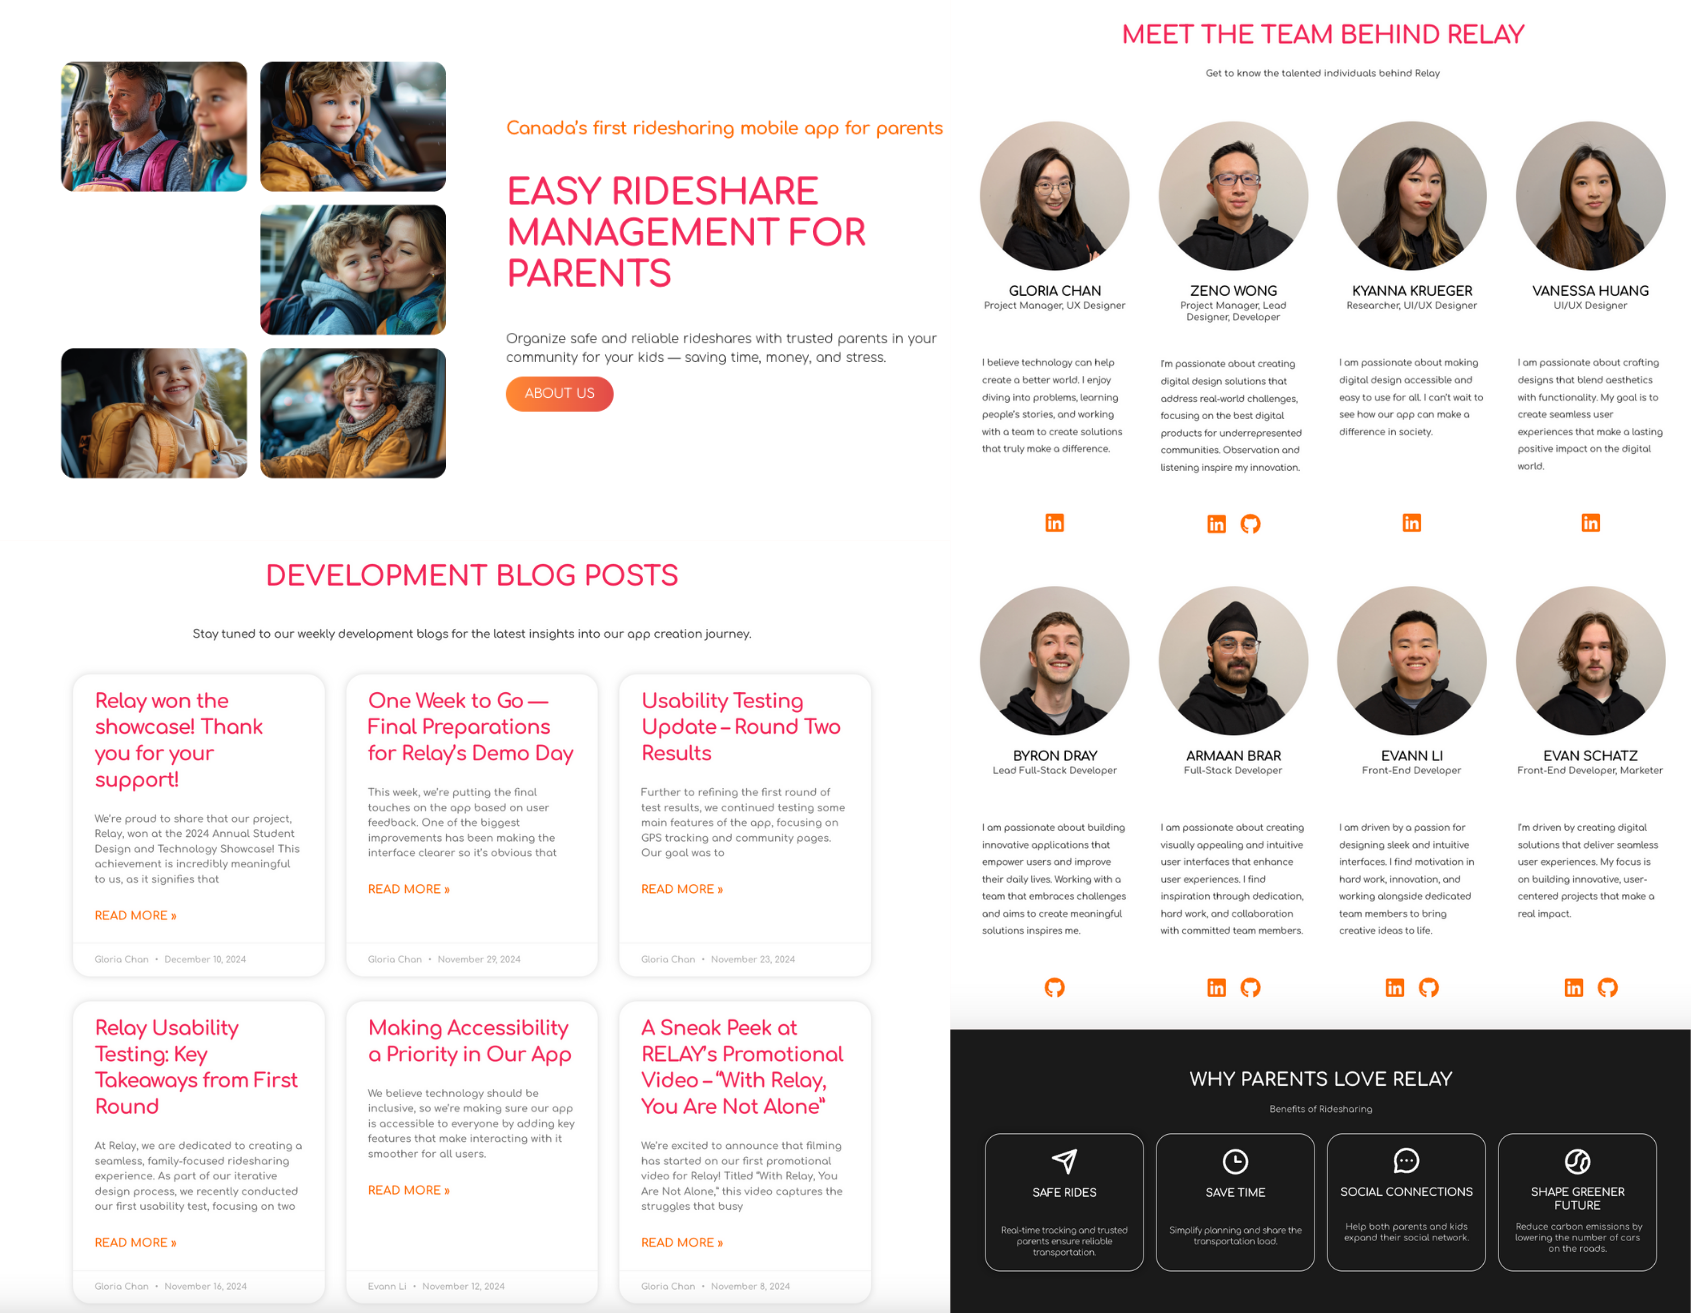 Canada's first ridesharing mobile app for parents
EASY RIDESHARE
MANAGEMENT FOR
PARENTS
Organize safe and reliable rideshares with trusted parents in your
community for your kids — saving time, money, and stress.
ABOUT US
DEVELOPMENT BLOG POSTS
Stay tuned to our weekly development blogs for the latest insights into our app creation journey.
Relay won the
showcase! Thank
you for your
support!
We're proud to share that our project,
Relay, won at the 2024 Annual Student
Design and Technology Showcase! This
achievement is incredibly meaningful
to us, as it signifies that
READ MORE »
Gloria Chan • December 10, 2024
One Week to Go —
Final Preparations
for Relay's Demo Day
This week, we're putting the final
touches on the app based on user
feedback. One of the biggest
improvements has been making the
interface clearer so it's obvious that
READ MORE »
Gloria Chan • November 29, 2024
Usability Testing
Update – Round Two
Results
Further to refining the first round of
test results, we continued testing some
main features of the app, focusing on
GPS tracking and community pages.
Our goal was to
READ MORE »
Gloria Chan • November 23, 2024
Relay Usability
Testing: Key
Takeaways from First
Round
At Relay, we are dedicated to creating a
seamless, family-focused ridesharing
experience. As part of our iterative
design process, we recently conducted
our first usability test, focusing on two
READ MORE »
Gloria Chan • November 16, 2024
Making Accessibility
a Priority in Our App
We believe technology should be
inclusive, so we're making sure our app
is accessible to everyone by adding key
features that make interacting with it
smoother for all users.
READ MORE »
Evann Li • November 12, 2024
A Sneak Peek at
RELAY's Promotional
Video – "With Relay,
You Are Not Alone"
We're excited to announce that filming
has started on our first promotional
video for Relay! Titled "With Relay, You
Are Not Alone," this video captures the
struggles that busy
READ MORE »
Gloria Chan • November 8, 2024
MEET THE TEAM BEHIND RELAY
Get to know the talented individuals behind Relay
GLORIA CHAN
Project Manager, UX Designer
I believe technology can help
create a better world. I enjoy
diving into problems, learning
people's stories, and working
with a team to create solutions
that truly make a difference.
in
ZENO WONG
Project Manager, Lead
Designer, Developer
I'm passionate about creating
digital design solutions that
address real-world challenges,
focusing on the best digital
products for underrepresented
communities. Observation and
listening inspire my innovation.
in
KYANNA KRUEGER
Researcher, UI/UX Designer
I am passionate about making
digital design accessible and
easy to use for all. I can't wait to
see how our app can make a
difference in society.
in
VANESSA HUANG
UI/UX Designer
I am passionate about crafting
designs that blend aesthetics
with functionality. My goal is to
create seamless user
experiences that make a lasting
positive impact on the digital
world.
in
BYRON DRAY
Lead Full-Stack Developer
I am passionate about building
innovative applications that
empower users and improve
their daily lives. Working with a
team that embraces challenges
and aims to create meaningful
solutions inspires me.
ARMAAN BRAR
Full-Stack Developer
I am passionate about creating
visually appealing and intuitive
user interfaces that enhance
user experiences. I find
inspiration through dedication,
hard work, and collaboration
with committed team members.
in
EVANN LI
Front-End Developer
I am driven by a passion for
designing sleek and intuitive
interfaces. I find motivation in
hard work, innovation, and
working alongside dedicated
team members to bring
creative ideas to life.
in
EVAN SCHATZ
Front-End Developer, Marketer
I'm driven by creating digital
solutions that deliver seamless
user experiences. My focus is
on building innovative, user-
centered projects that make a
real impact.
in
WHY PARENTS LOVE RELAY
Benefits of Ridesharing
SAFE RIDES
Real-time tracking and trusted
parents ensure reliable
transportation.
SAVE TIME
Simplify planning and share the
transportation load.
SOCIAL CONNECTIONS
Help both parents and kids
expand their social network.
SHAPE GREENER
FUTURE
Reduce carbon emissions by
lowering the number of cars
on the roads.